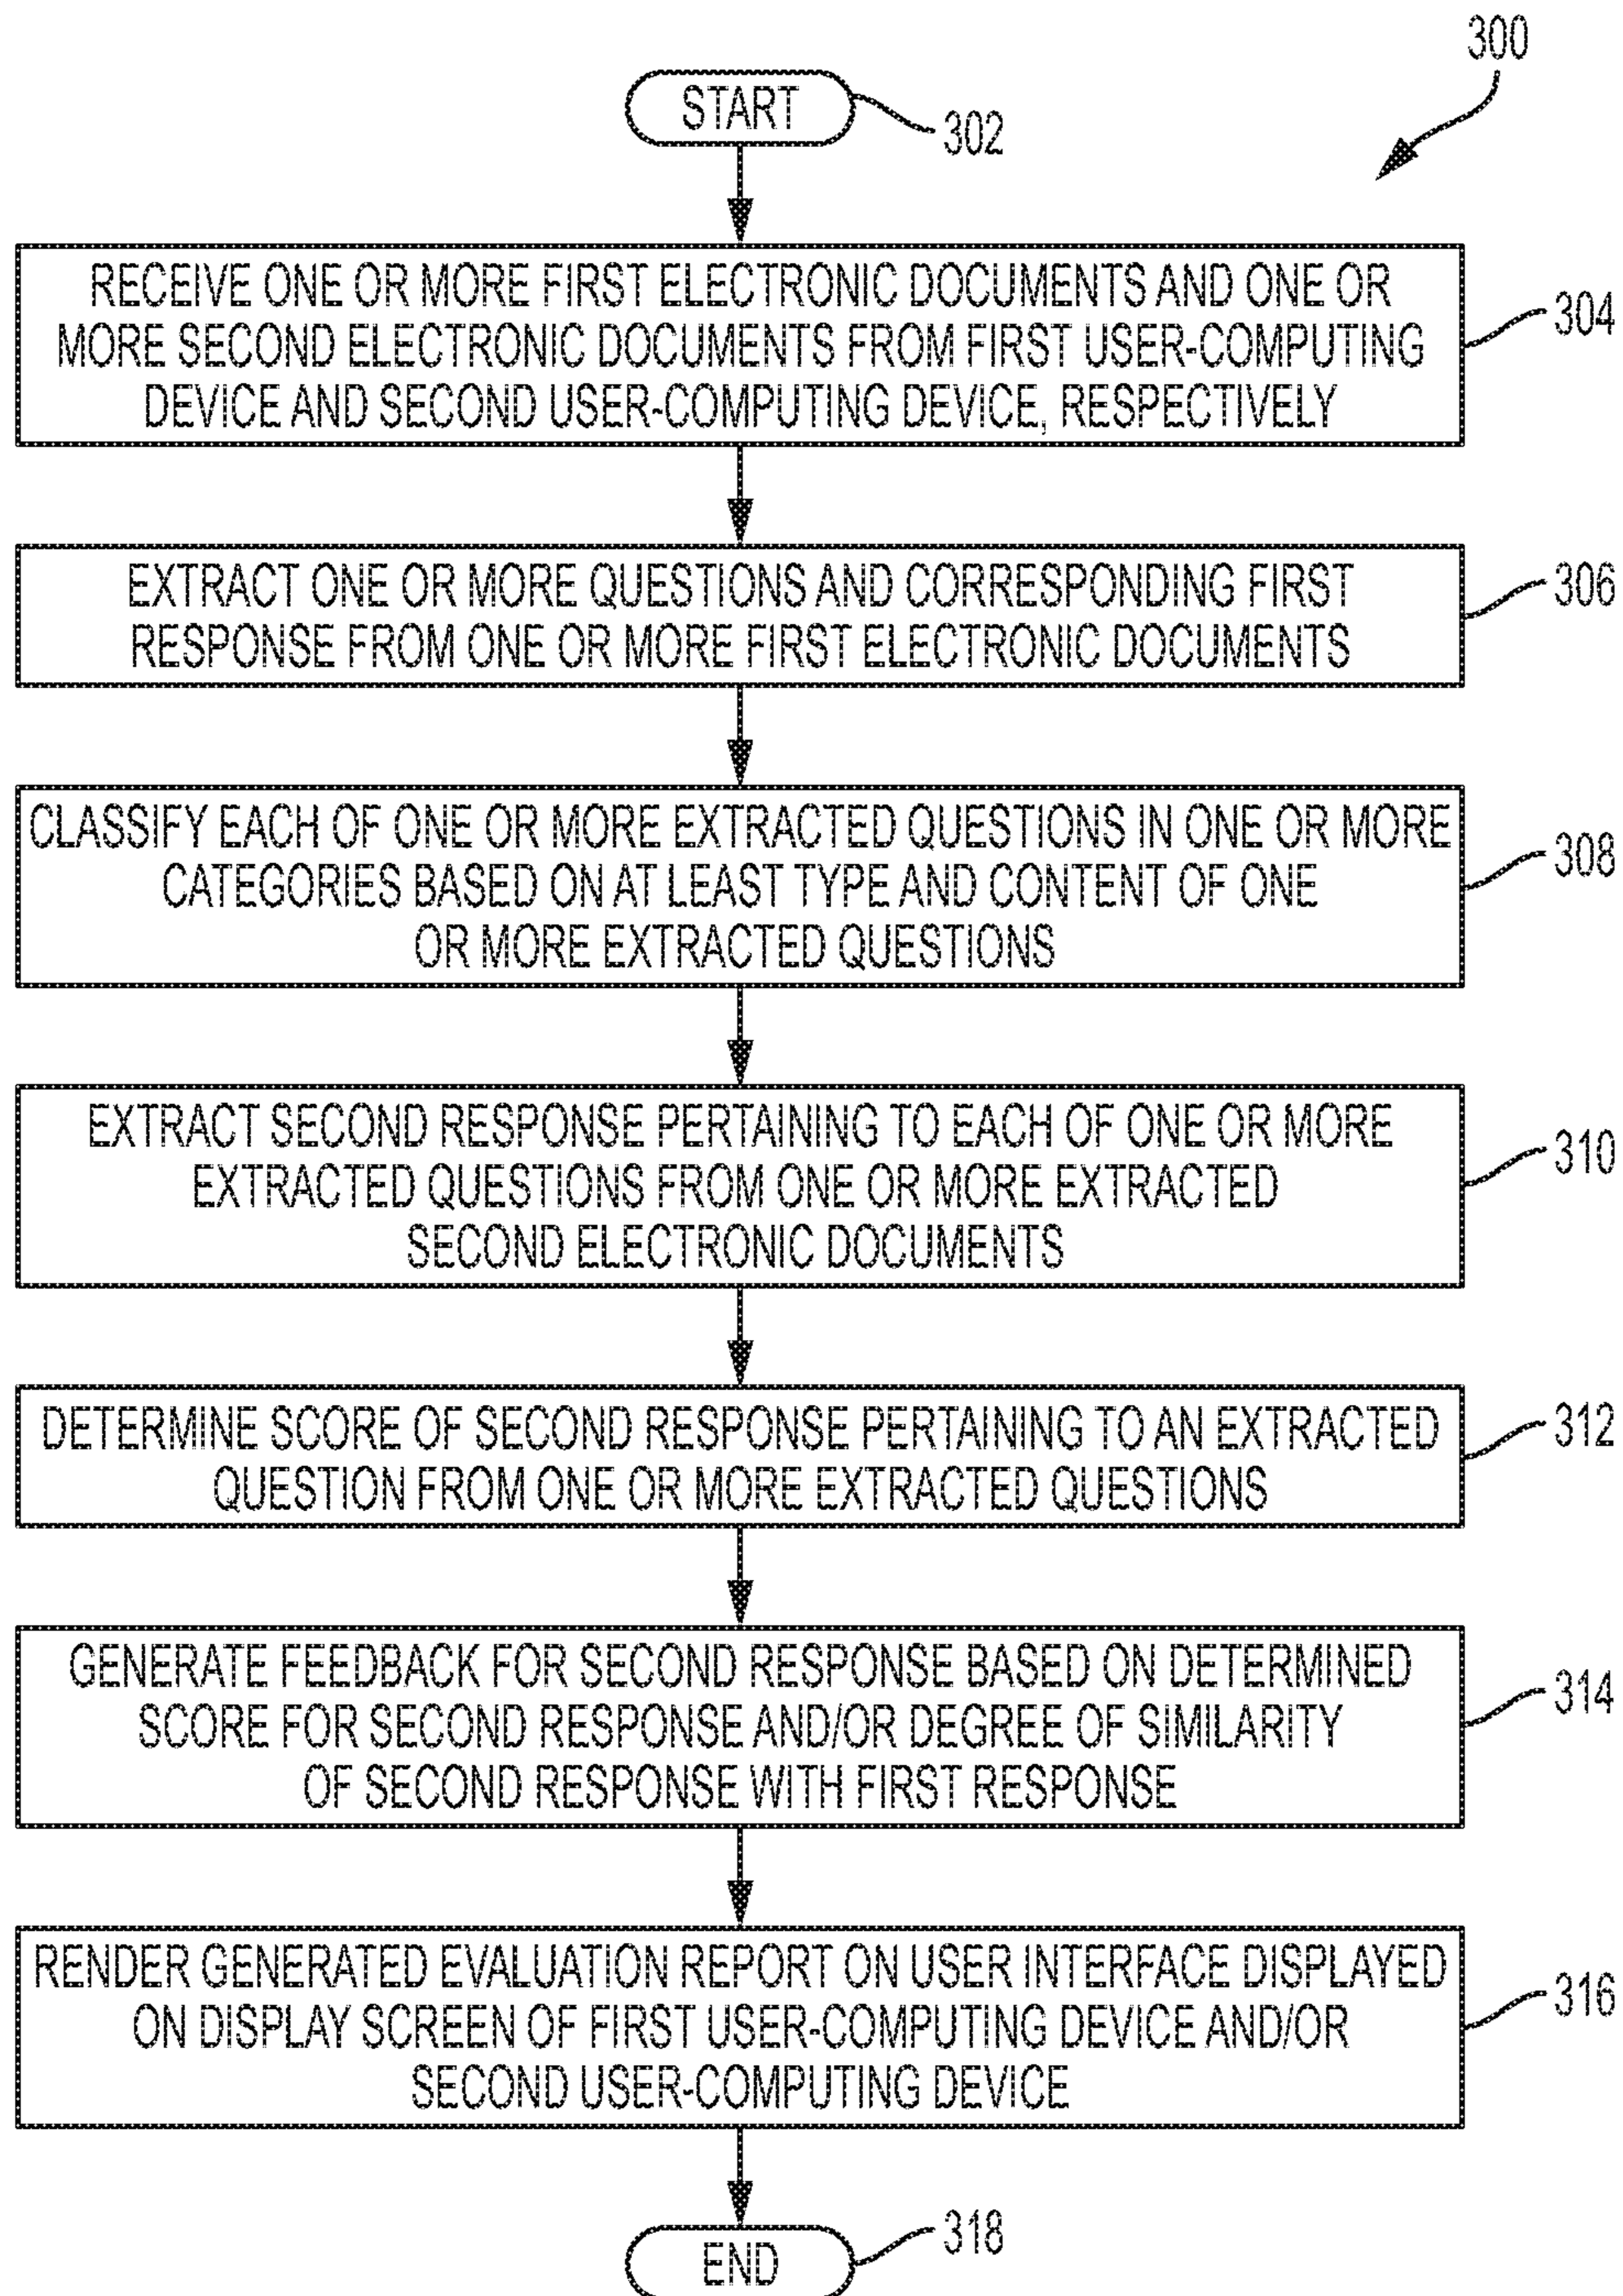 300
START
302
RECEIVE ONE OR MORE FIRST ELECTRONIC DOCUMENTS AND ONE OR
MORE SECOND ELECTRONIC DOCUMENTS FROM FIRST USER-COMPUTING
DEVICE AND SECOND USER-COMPUTING DEVICE, RESPECTIVELY
304
EXTRACT ONE OR MORE QUESTIONS AND CORRESPONDING FIRST
RESPONSE FROM ONE OR MORE FIRST ELECTRONIC DOCUMENTS
306
CLASSIFY EACH OF ONE OR MORE EXTRACTED QUESTIONS IN ONE OR MORE
CATEGORIES BASED ON AT LEAST TYPE AND CONTENT OF ONE
OR MORE EXTRACTED QUESTIONS
308
EXTRACT SECOND RESPONSE PERTAINING TO EACH OF ONE OR MORE
EXTRACTED QUESTIONS FROM ONE OR MORE EXTRACTED
SECOND ELECTRONIC DOCUMENTS
310
DETERMINE SCORE OF SECOND RESPONSE PERTAINING TO AN EXTRACTED
QUESTION FROM ONE OR MORE EXTRACTED QUESTIONS
312
GENERATE FEEDBACK FOR SECOND RESPONSE BASED ON DETERMINED
SCORE FOR SECOND RESPONSE AND/OR DEGREE OF SIMILARITY
OF SECOND RESPONSE WITH FIRST RESPONSE
314
RENDER GENERATED EVALUATION REPORT ON USER INTERFACE DISPLAYED
ON DISPLAY SCREEN OF FIRST USER-COMPUTING DEVICE AND/OR
SECOND USER-COMPUTING DEVICE
316
END
318